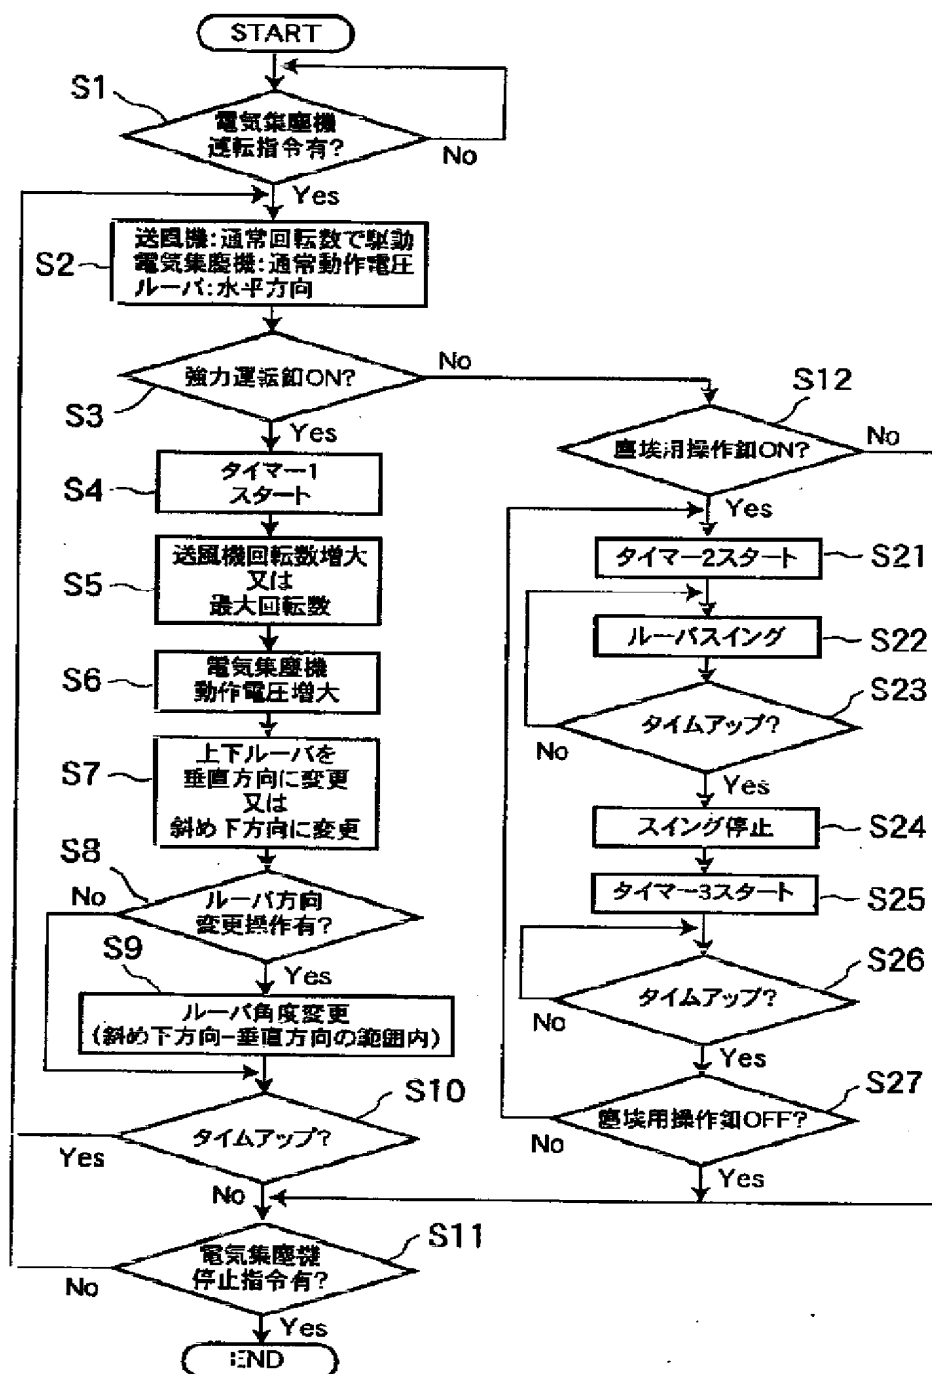 START
S1
電気集塵機
運転指令有?
No
Yes
S2
送風機:通常回転数で駆動
電気集塵機:通常動作電圧
ルーバ:水平方向
S3
強力運転釦ON?
No
Yes
S4
タイマー1
スタート
S5
送風機回転数増大
又は
最大回転数
S6
電気集塵機
動作電圧増大
S7
上下ルーバを
垂直方向に変更
又は
斜め下方向に変更
S8
ルーバ方向
変更操作有?
No
Yes
S9
ルーバ角度変更
(斜め下方向−垂直方向の範囲内)
S10
タイムアップ?
Yes
No
S11
電気集塵機
停止指令有?
No
Yes
END
S12
塵埃用操作釦ON?
No
Yes
S21
タイマー2スタート
S22
ルーバスイング
S23
タイムアップ?
No
Yes
S24
スイング停止
S25
タイマー3スタート
S26
タイムアップ?
No
Yes
S27
塵埃用操作釦OFF?
No
Yes